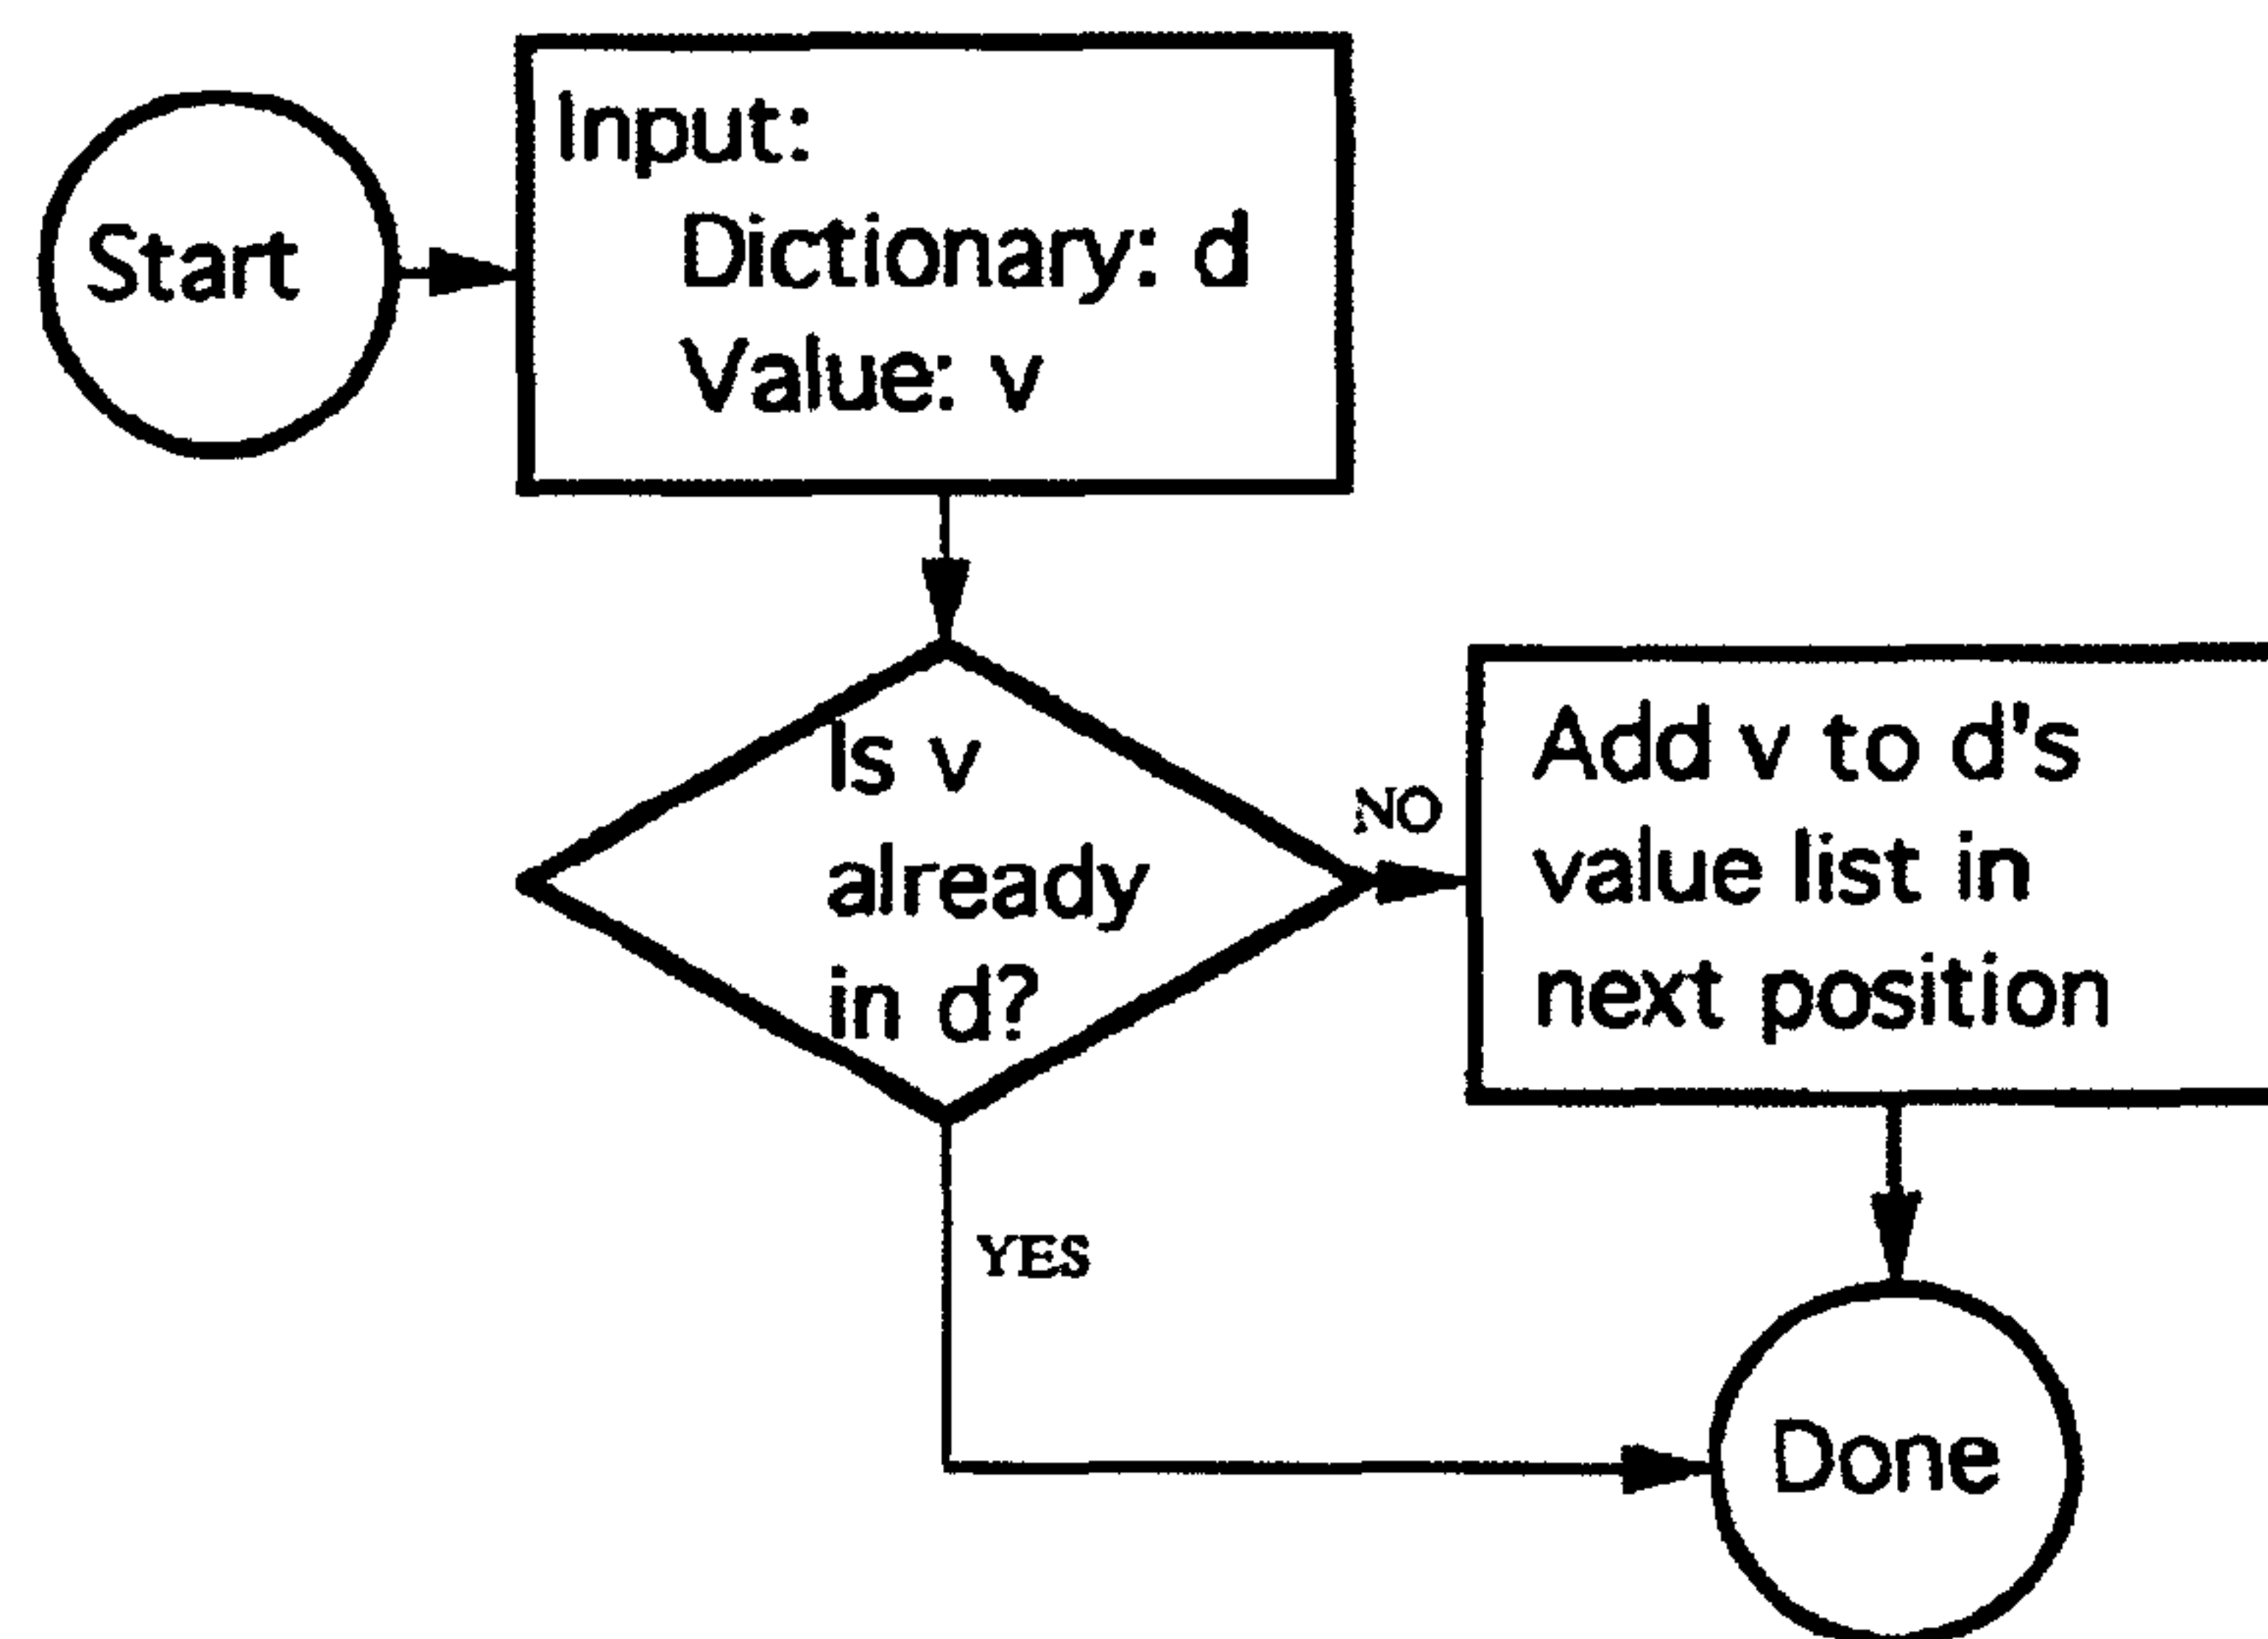 Start
Input:
Dictionary: d
Value: v
Is v
already
in d?
NO
Add v to d's
value list in
next position
YES
Done